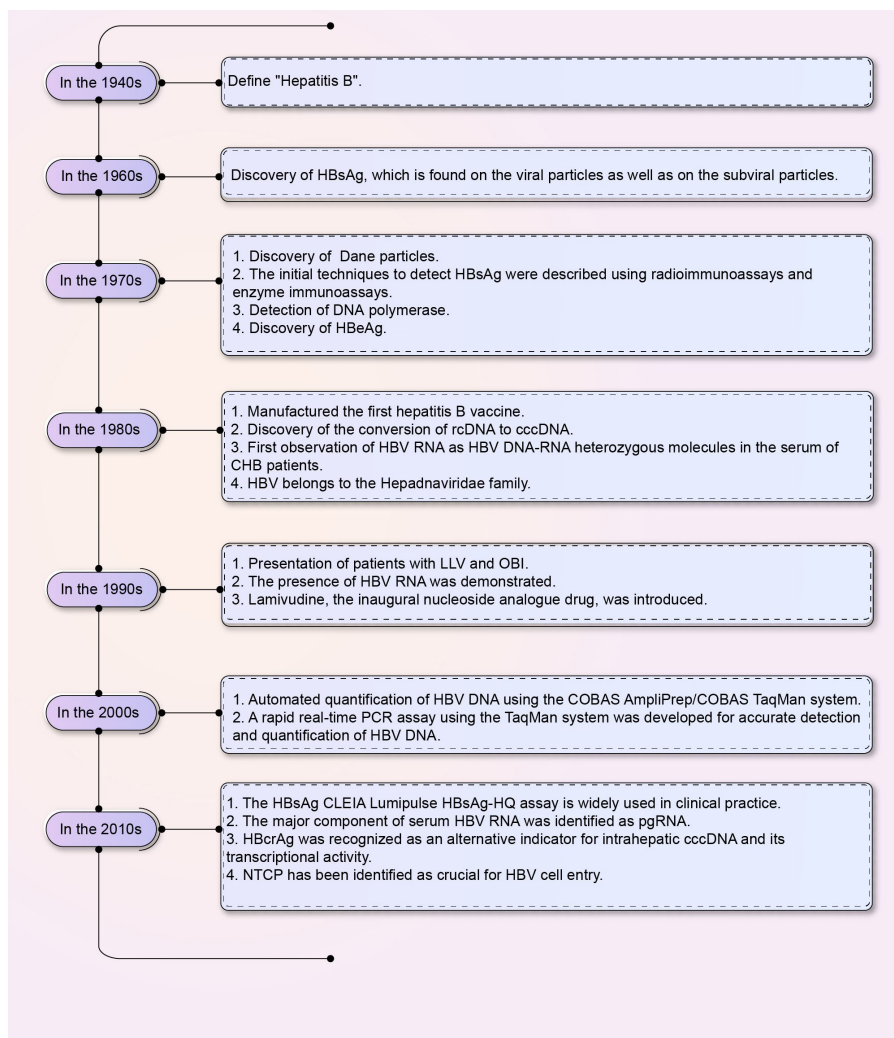 In the 1940s
Define "Hepatitis B".
In the 1960s
Discovery of HBsAg, which is found on the viral particles as well as on the subviral particles.
In the 1970s
1. Discovery of Dane particles.
2. The initial techniques to detect HBsAg were described using radioimmunoassays and
enzyme immunoassays.
3. Detection of DNA polymerase.
4. Discovery of HBeAg.
In the 1980s
1. Manufactured the first hepatitis B vaccine.
2. Discovery of the conversion of rcDNA to cccDNA.
3. First observation of HBV RNA as HBV DNA-RNA heterozygous molecules in the serum of
CHB patients.
4. HBV belongs to the Hepadnaviridae family.
In the 1990s
1. Presentation of patients with LLV and OBI.
2. The presence of HBV RNA was demonstrated.
3. Lamivudine, the inaugural nucleoside analogue drug, was introduced.
In the 2000s
1. Automated quantification of HBV DNA using the COBAS AmpliPrep/COBAS TaqMan system.
2. A rapid real-time PCR assay using the TaqMan system was developed for accurate detection
and quantification of HBV DNA.
In the 2010s
1. The HBsAg CLEIA Lumipulse HBsAg-HQ assay is widely used in clinical practice.
2. The major component of serum HBV RNA was identified as pgRNA.
3. HBcrAg was recognized as an alternative indicator for intrahepatic cccDNA and its
transcriptional activity.
4. NTCP has been identified as crucial for HBV cell entry.